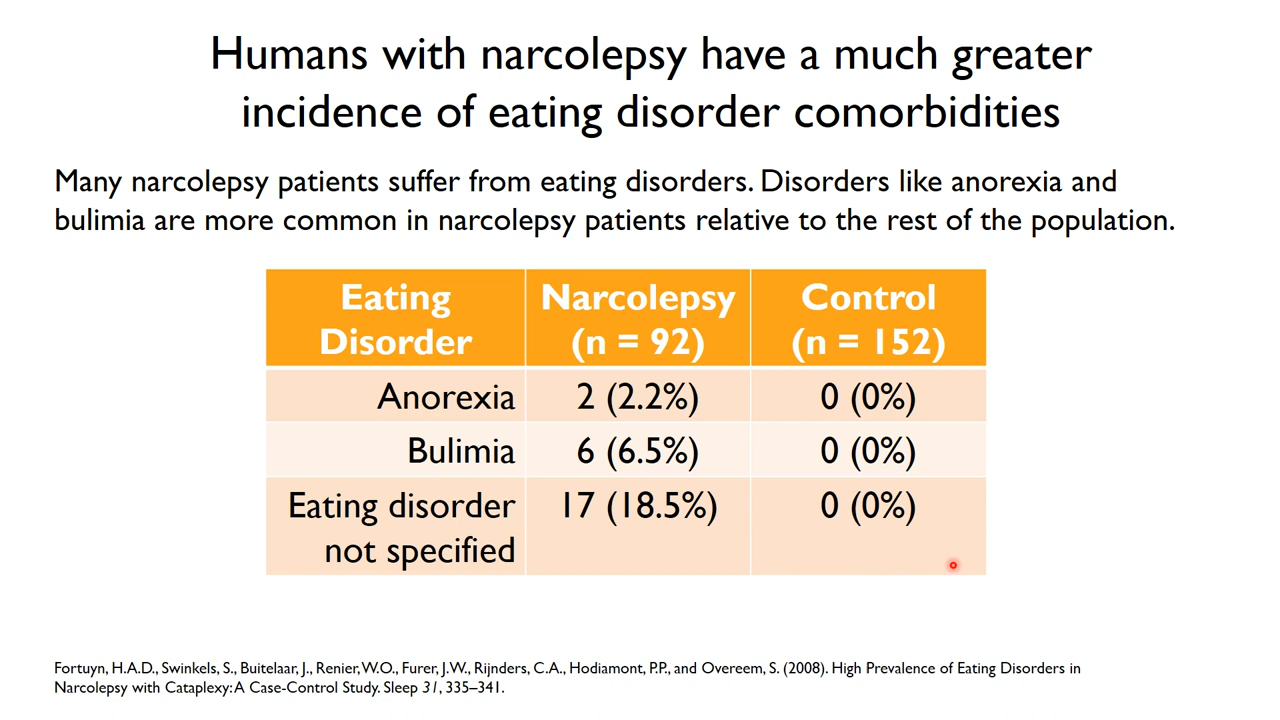 Humans with narcolepsy have a much greater
incidence of eating disorder comorbidities
Many narcolepsy patients suffer from eating disorders. Disorders like anorexia and
bulimia are more common in narcolepsy patients relative to the rest of the population.
Eating Disorder Narcolepsy (n = 92) Control (n = 152)
Anorexia 2 (2.2%) 0 (0%)
Bulimia 6 (6.5%) 0 (0%)
Eating disorder not specified 17 (18.5%) 0 (0%)
Fortuyn, H.A.D., Swinkels, S., Buitelaar, J., Renier, W.O., Furer, J.W., Rijnders, C.A., Hodiamont, P.P., and Overeem, S. (2008). High Prevalence of Eating Disorders in
Narcolepsy with Cataplexy: A Case-Control Study. Sleep 31, 335–341.